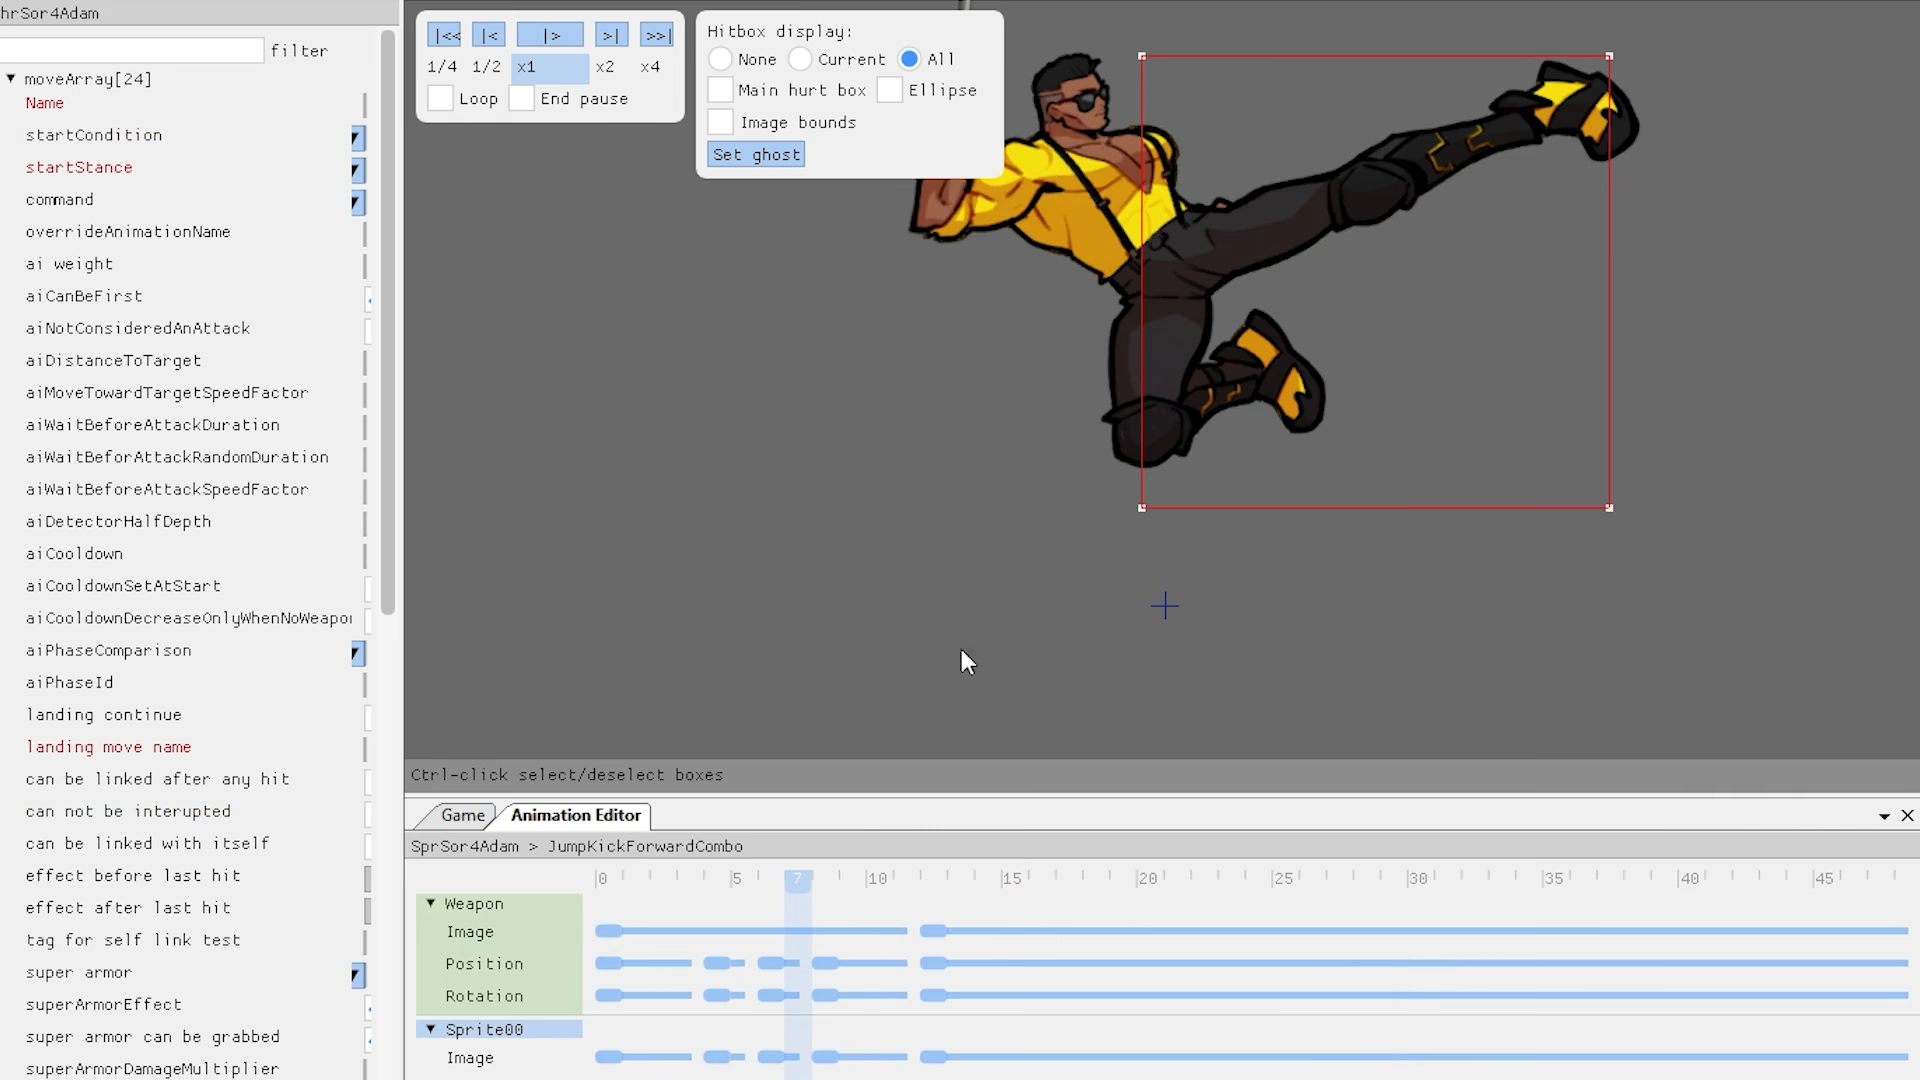 hrSor4Adam
filter
moveArray[24]
Name
startCondition
startStance
command
overrideAnimationName
ai weight
aiCanBeFirst
aiNotConsideredAnAttack
aiDistanceToTarget
aiMoveTowardTargetSpeedFactor
aiWaitBeforeAttackDuration
aiWaitBeforAttackRandomDuration
aiWaitBeforeAttackSpeedFactor
aiDetectorHalfDepth
aiCooldown
aiCooldownSetAtStart
aiCooldownDecreaseOnlyWhenNoWeapo
aiPhaseComparison
aiPhaseId
landing continue
landing move name
can be linked after any hit
can not be interupted
can be linked with itself
effect before last hit
effect after last hit
tag for self link test
super armor
superArmorEffect
super armor can be grabbed
superArmorDamageMultiplier
|<< |< |> >| >>|
1/4 1/2 x1 x2 x4
Loop End pause
Hitbox display:
None Current All
Main hurt box Ellipse
Image bounds
Set ghost
Ctrl-click select/deselect boxes
Game Animation Editor
SprSor4Adam > JumpKickForwardCombo
0 5 7 10 15 20 25 30 35 40 45
Weapon
Image
Position
Rotation
Sprite00
Image